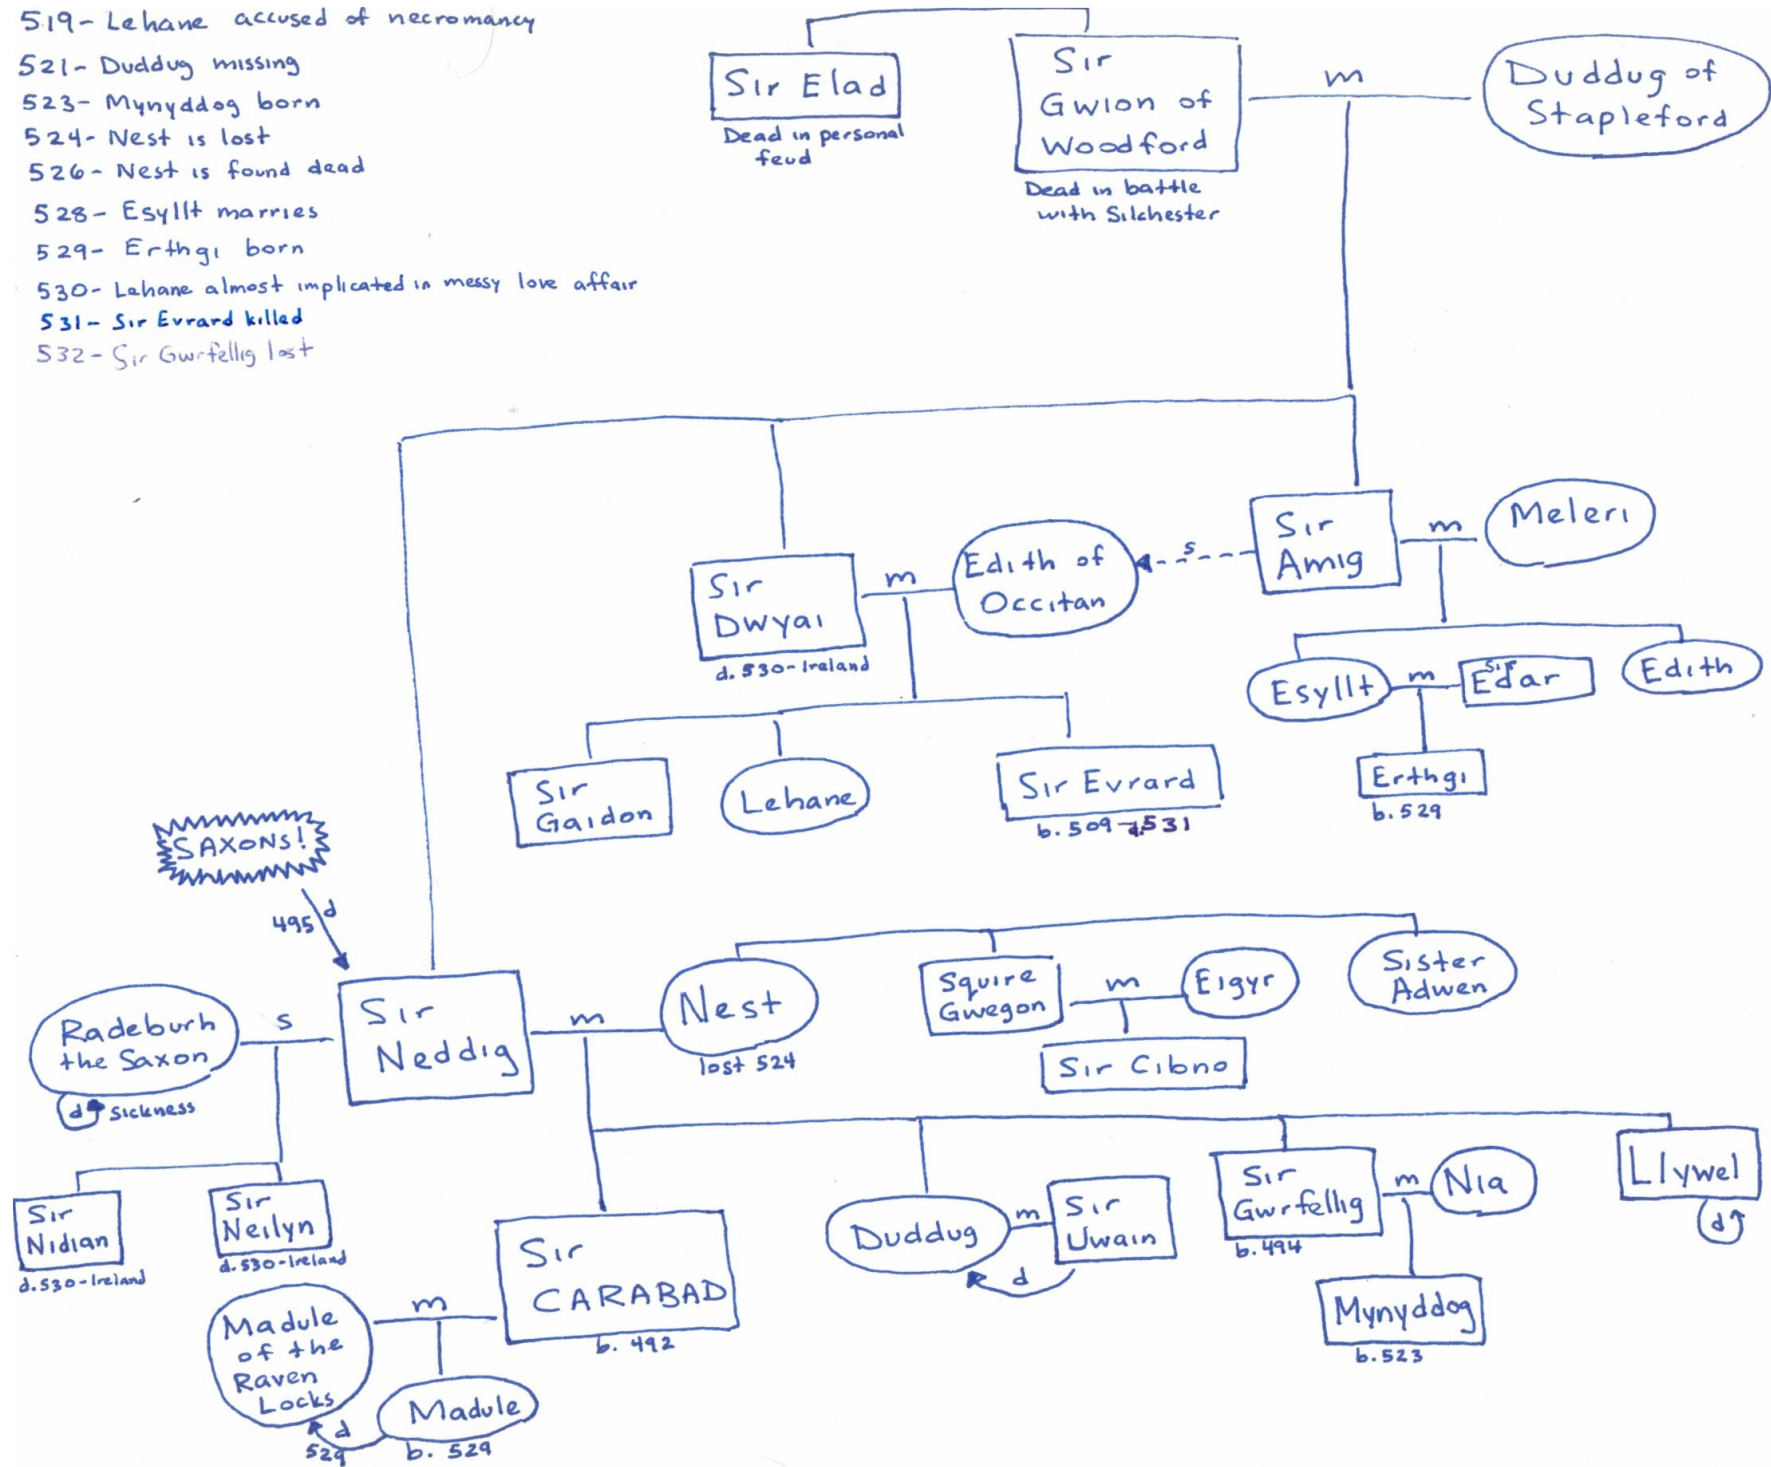 519- Lehane accused of necromancy
521- Duddug missing
523- Mynyddog born
524- Nest is lost
526- Nest is found dead
528- Esyllt marries
529- Erthgi born
530- Lehane almost implicated in messy love affair
531- Sir Evrard killed
532- Sir Gwrfellig lost
Sir Elad
Dead in personal
feud
Sir
Gwion of
Woodford
Dead in battle
with Silchester
m
Duddug of
Stapleford
Sir
Dwyai
d. 530-Ireland
m
Edith of
Occitan
s
Sir
Amig
m
Meleri
Esyllt
m
Sir
Edar
Edith
Erthgi
b. 529
Sir
Gaidon
Lehane
Sir Evrard
b. 509-d531
SAXONS!
495
d
Radeburh
the Saxon
d
Sickness
s
Sir
Neddig
m
Nest
lost 524
Squire
Gwegon
m
Eigyr
Sister
Adwen
Sir Cibno
Sir
Nidian
d.530-Ireland
Sir
Neilyn
d.530-Ireland
Madule
of the
Raven
Locks
m
Sir
CARABAD
b. 492
d
529
Madule
b. 529
Duddug
m
Sir
Uwain
d
Sir
Gwrfellig
b. 494
m
Nia
Mynyddog
b. 523
Llywel
d